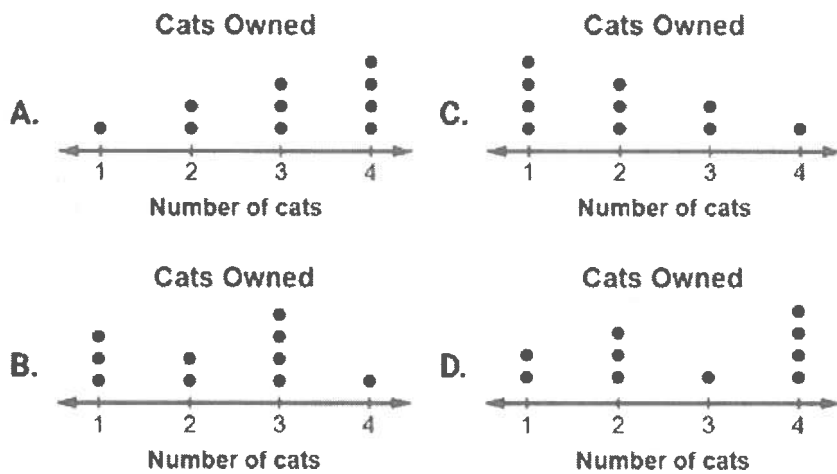 Cats Owned
A.
1 2 3 4
Number of cats
Cats Owned
B.
1 2 3 4
Number of cats
Cats Owned
C.
1 2 3 4
Number of cats
Cats Owned
D.
1 2 3 4
Number of cats